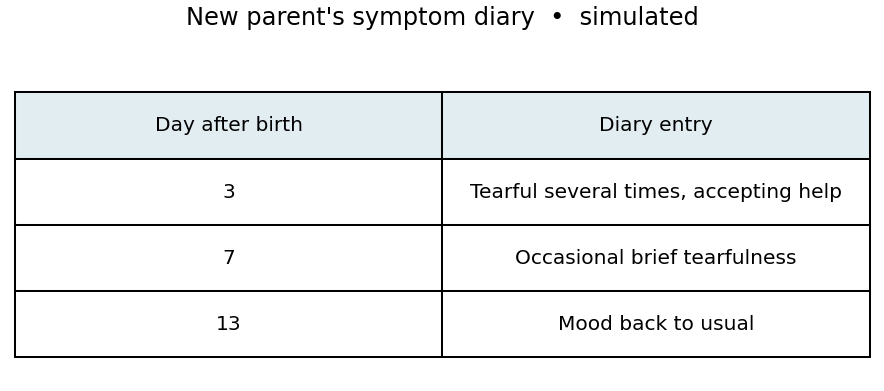 New parent's symptom diary • simulated
Day after birth Diary entry
3 Tearful several times, accepting help
7 Occasional brief tearfulness
13 Mood back to usual